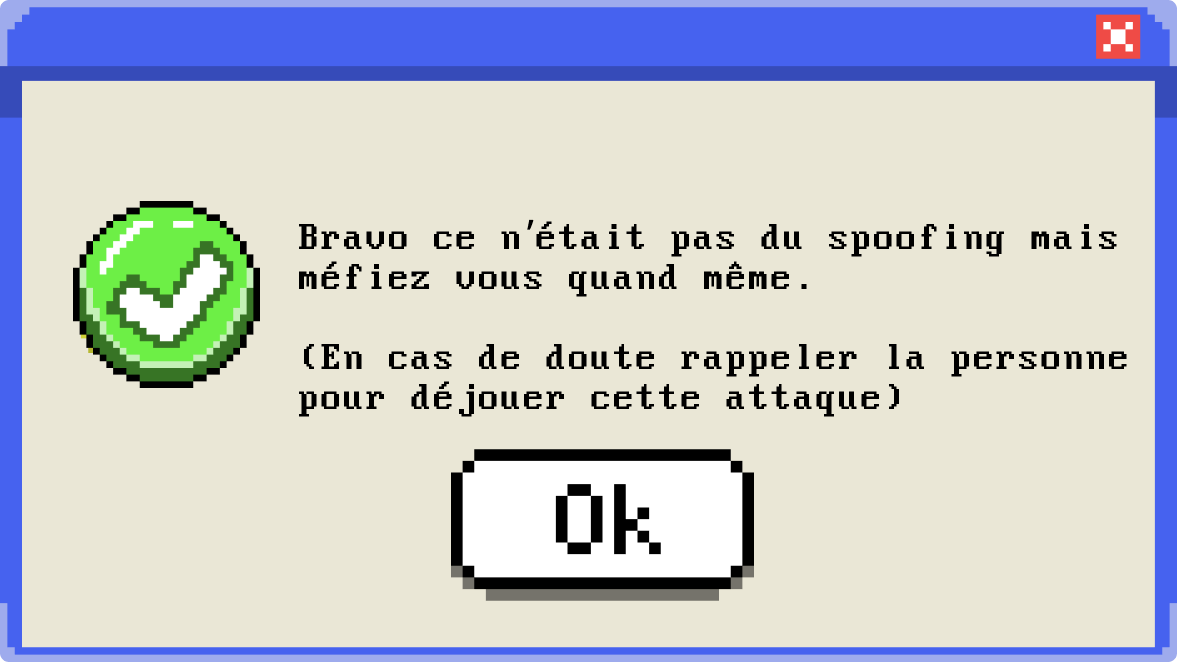 Bravo ce n'était pas du spoofing mais
méfiez vous quand même.
(En cas de doute rappeler la personne
pour déjouer cette attaque)
Ok